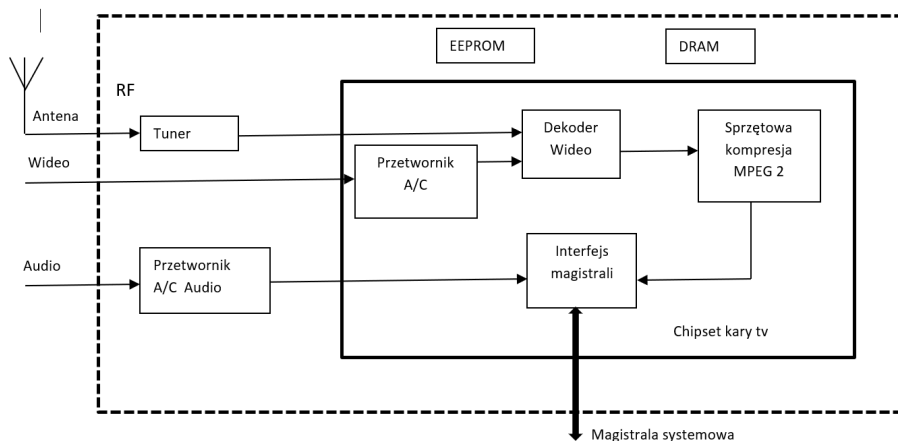 EEPROM
DRAM
RF
Antena
Tuner
Dekoder
Wideo
Sprzętowa
kompresja
MPEG 2
Wideo
Przetwornik
A/C
Audio
Przetwornik
A/C Audio
Interfejs
magistrali
Chipset kary tv
Magistrala systemowa